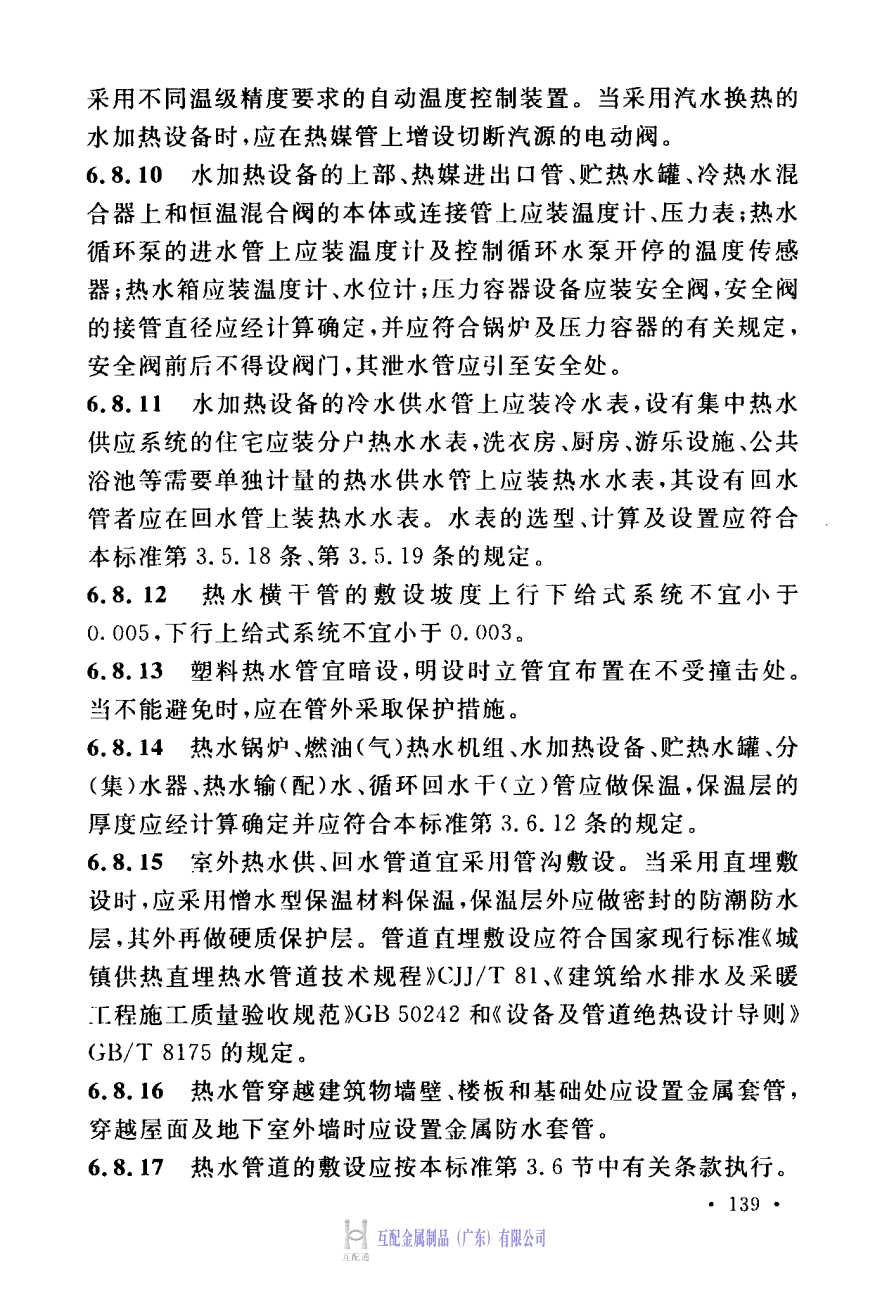 采用不同温级精度要求的自动温度控制装置。当采用汽水换热的
水加热设备时,应在热媒管上增设切断汽源的电动阀。
6.8.10 水加热设备的上部、热媒进出口管、贮热水罐、冷热水混
合器上和恒温混合阀的本体或连接管上应装温度计、压力表;热水
循环泵的进水管上应装温度计及控制循环水泵开停的温度传感
器;热水箱应装温度计、水位计;压力容器设备应装安全阀,安全阀
的接管直径应经计算确定,并应符合锅炉及压力容器的有关规定,
安全阀前后不得设阀门,其泄水管应引至安全处。
6.8.11 水加热设备的冷水供水管上应装冷水表,设有集中热水
供应系统的住宅应装分户热水水表,洗衣房、厨房、游乐设施、公共
浴池等需要单独计量的热水供水管上应装热水水表,其设有回水
管者应在回水管上装热水水表。水表的选型、计算及设置应符合
本标准第 3.5.18 条、第 3.5.19 条的规定。
6.8.12 热水横干管的敷设坡度上行下给式系统不宜小于
0.005,下行上给式系统不宜小于 0.003。
6.8.13 塑料热水管宜暗设,明设时立管宜布置在不受撞击处。
当不能避免时,应在管外采取保护措施。
6.8.14 热水锅炉、燃油(气)热水机组、水加热设备、贮热水罐、分
(集)水器、热水输(配)水、循环回水干(立)管应做保温,保温层的
厚度应经计算确定并应符合本标准第 3.6.12 条的规定。
6.8.15 室外热水供、回水管道宜采用管沟敷设。当采用直埋敷
设时,应采用憎水型保温材料保温,保温层外应做密封的防潮防水
层,其外再做硬质保护层。管道直埋敷设应符合国家现行标准《城
镇供热直埋热水管道技术规程》CJJ/T 81、《建筑给水排水及采暖
工程施工质量验收规范》GB 50242 和《设备及管道绝热设计导则》
GB/T 8175 的规定。
6.8.16 热水管穿越建筑物墙壁、楼板和基础处应设置金属套管,
穿越屋面及地下室外墙时应设置金属防水套管。
6.8.17 热水管道的敷设应按本标准第 3.6 节中有关条款执行。
· 139 ·
互配金属制品(广东)有限公司
互配通